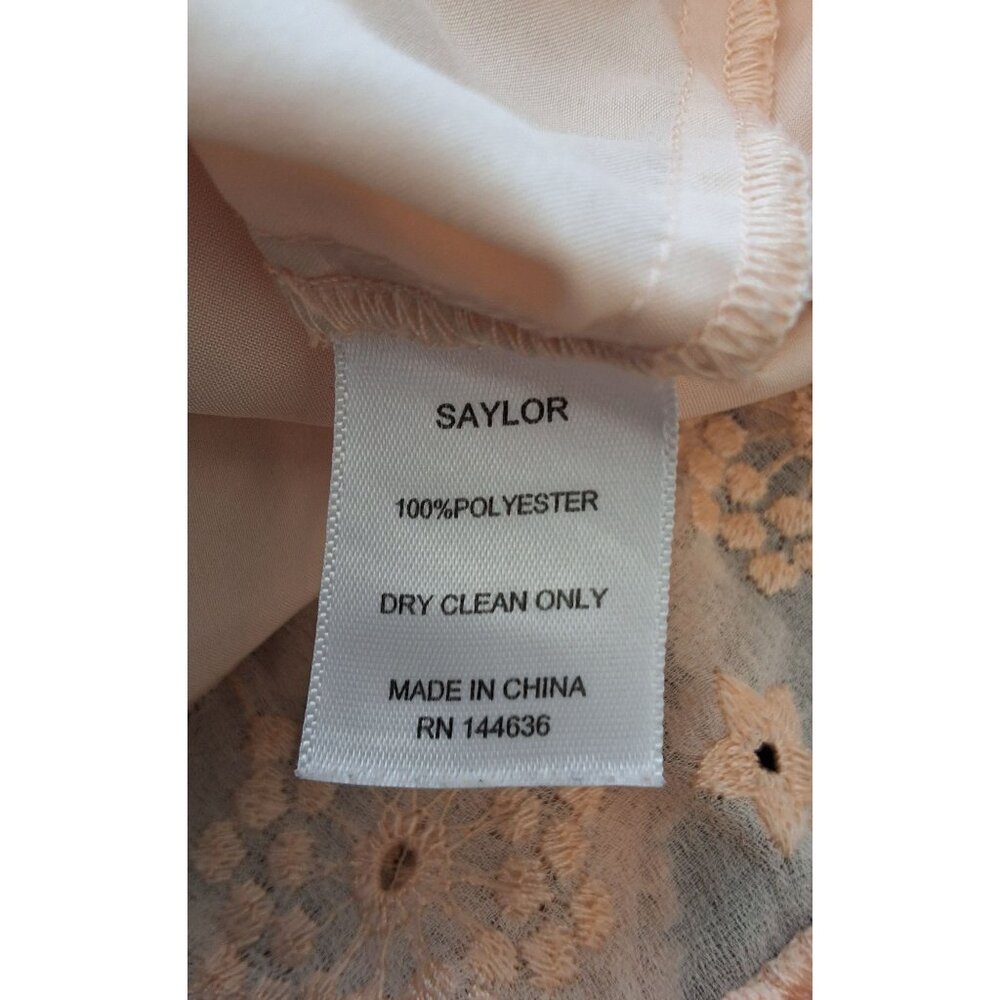 SAYLOR
100%POLYESTER
DRY CLEAN ONLY
MADE IN CHINA
RN 144636